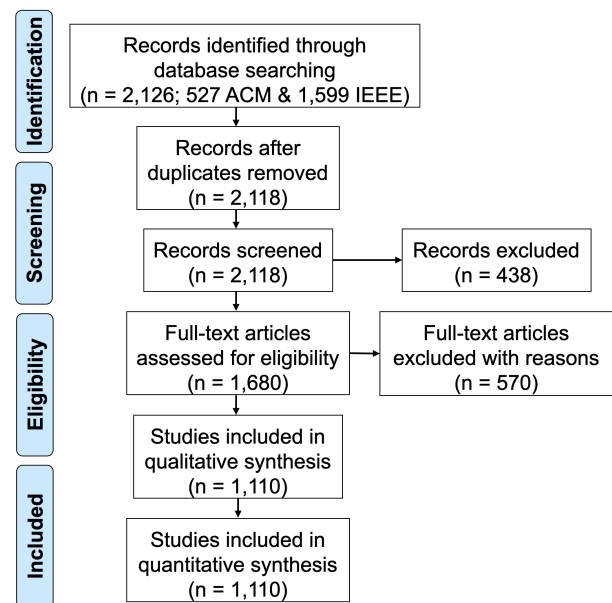 Identification
Records identified through
database searching
(n = 2,126; 527 ACM & 1,599 IEEE)
Records after
duplicates removed
(n = 2,118)
Screening
Records screened
(n = 2,118)
Records excluded
(n = 438)
Eligibility
Full-text articles
assessed for eligibility
(n = 1,680)
Full-text articles
excluded with reasons
(n = 570)
Studies included in
qualitative synthesis
(n = 1,110)
Included
Studies included in
quantitative synthesis
(n = 1,110)